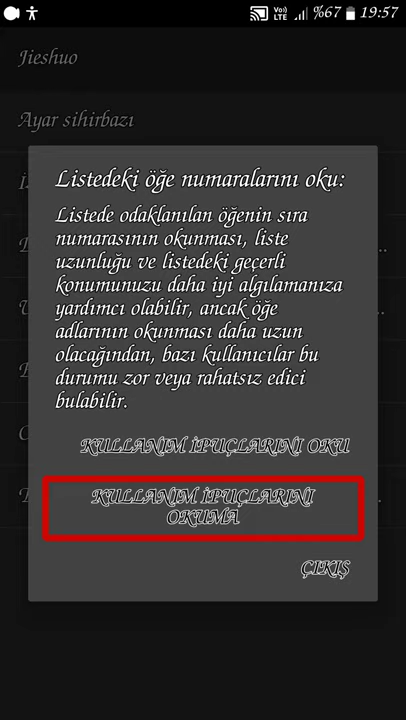 Vo))
LTE
%67
19:57
Jieshuo
Ayar sihirbazı
Listedeki öğe numaralarını oku:
Listede odaklanılan öğenin sıra
numarasının okunması, liste
uzunluğu ve listedeki geçerli
konumunuzu daha iyi algılamanıza
yardımcı olabilir, ancak öğe
adlarının okunması daha uzun
olacağından, bazı kullanıcılar bu
durumu zor veya rahatsız edici
bulabilir.
KULLANIM İPUÇLARINI OKU
KULLANIM İPUÇLARINI
OKUMA
ÇIKIŞ